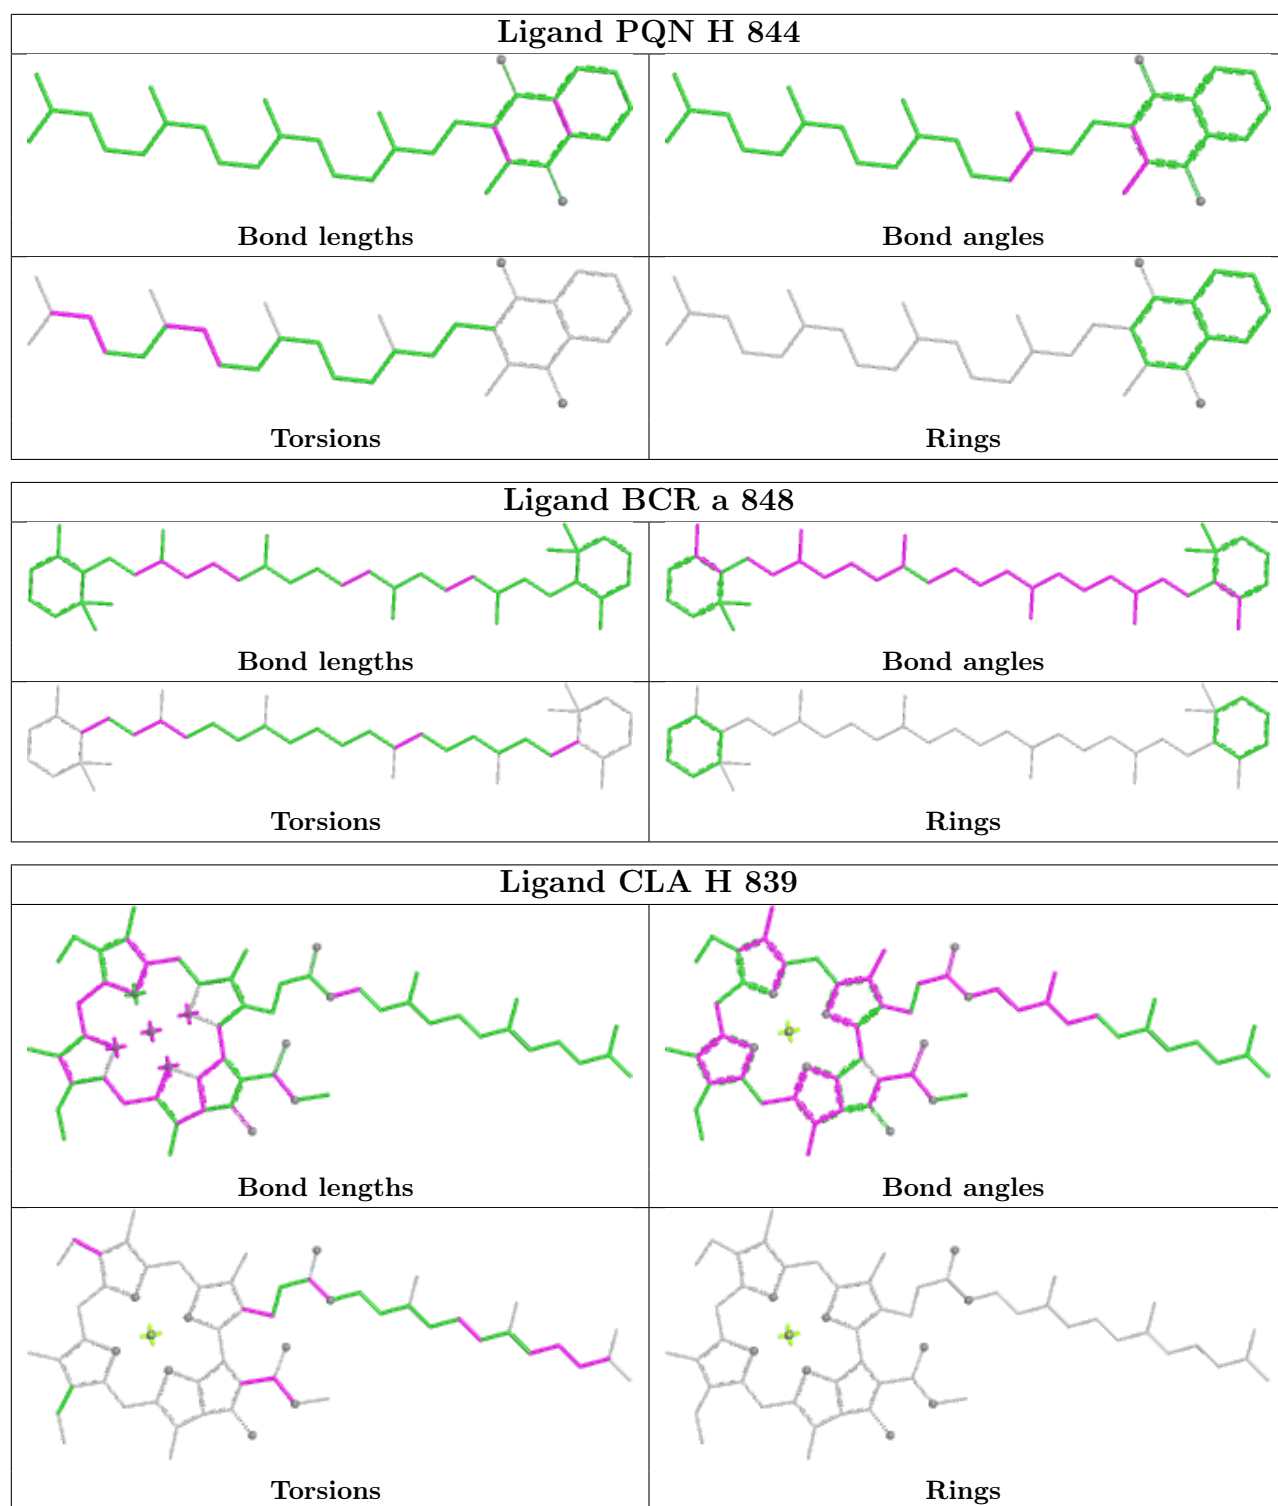 Ligand PQN H 844
Bond lengths
Bond angles
Torsions
Rings
Ligand BCR a 848
Bond lengths
Bond angles
Torsions
Rings
Ligand CLA H 839
Bond lengths
Bond angles
Torsions
Rings